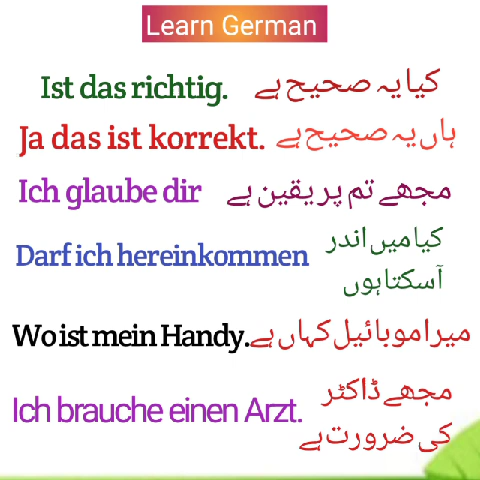 Learn German
Ist das richtig. کیا یہ صحیح ہے
Ja das ist korrekt. ہاں یہ صحیح ہے
Ich glaube dir مجھے تم پر یقین ہے
Darf ich hereinkommen کیا میں اندر
آسکتا ہوں
Wo ist mein Handy. میرا موبائیل کہاں ہے
Ich brauche einen Arzt. مجھے ڈاکٹر
کی ضرورت ہے